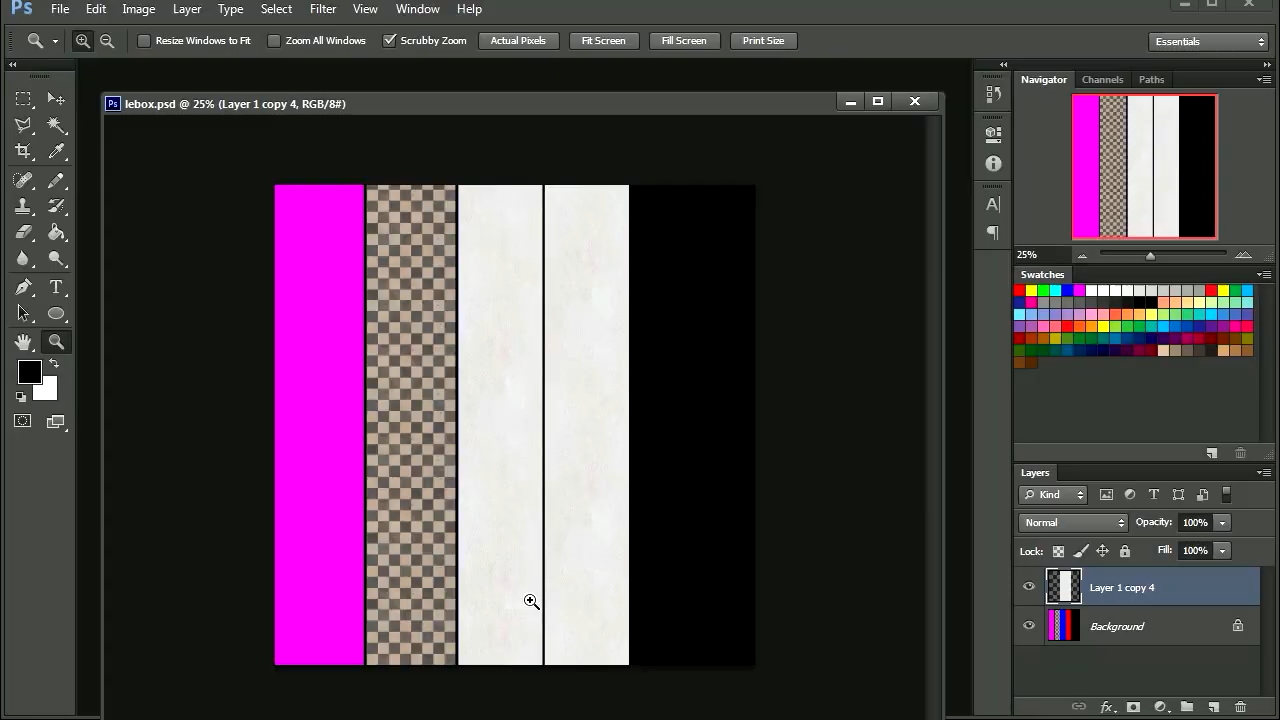 Ps File Edit Image Layer Type Select Filter View Window Help
Resize Windows to Fit Zoom All Windows Scrubby Zoom Actual Pixels Fit Screen Fill Screen Print Size Essentials
Ps lebox.psd @ 25% (Layer 1 copy 4, RGB/8#)
Navigator Channels Paths
25%
Swatches
Layers
Kind
Normal Opacity: 100%
Lock: Fill: 100%
Layer 1 copy 4
Background